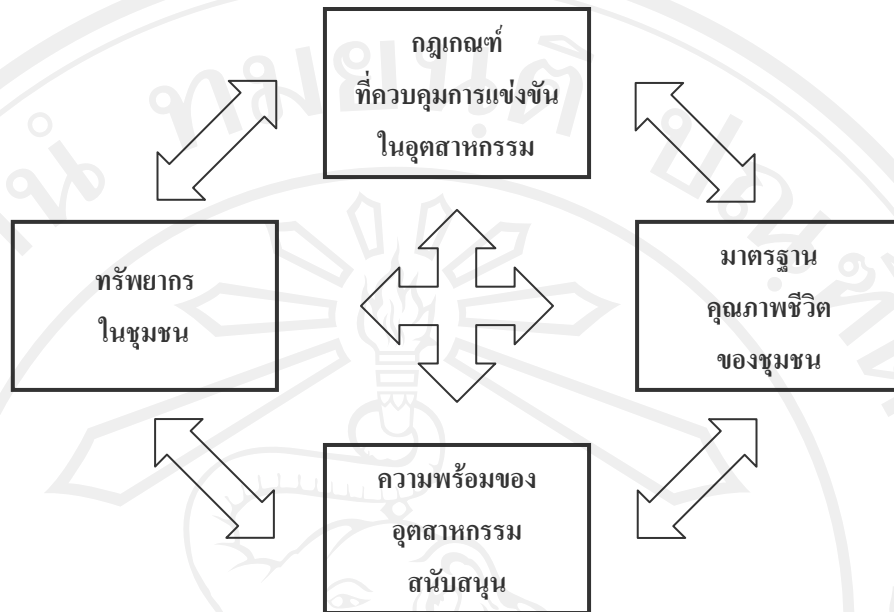 กฎเกณฑ์
ที่ควบคุมการแข่งขัน
ในอุตสาหกรรม
ทรัพยากร
ในชุมชน
มาตรฐาน
คุณภาพชีวิต
ของชุมชน
ความพร้อมของ
อุตสาหกรรม
สนับสนุน